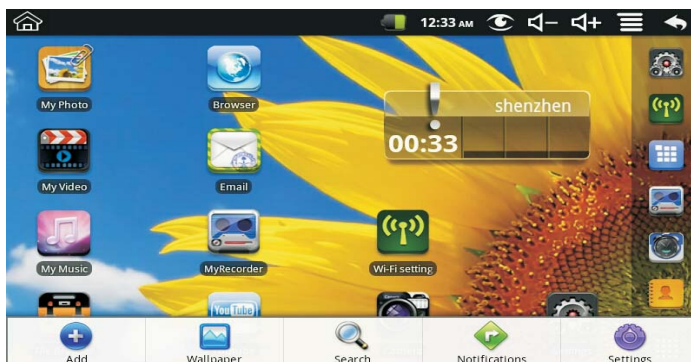 12:33 AM
My Photo
Browser
shenzhen
00:33
My Video
Email
My Music
MyRecorder
Wi-Fi setting
You Tube
Add
Wallpaper
Search
Notifications
Settings